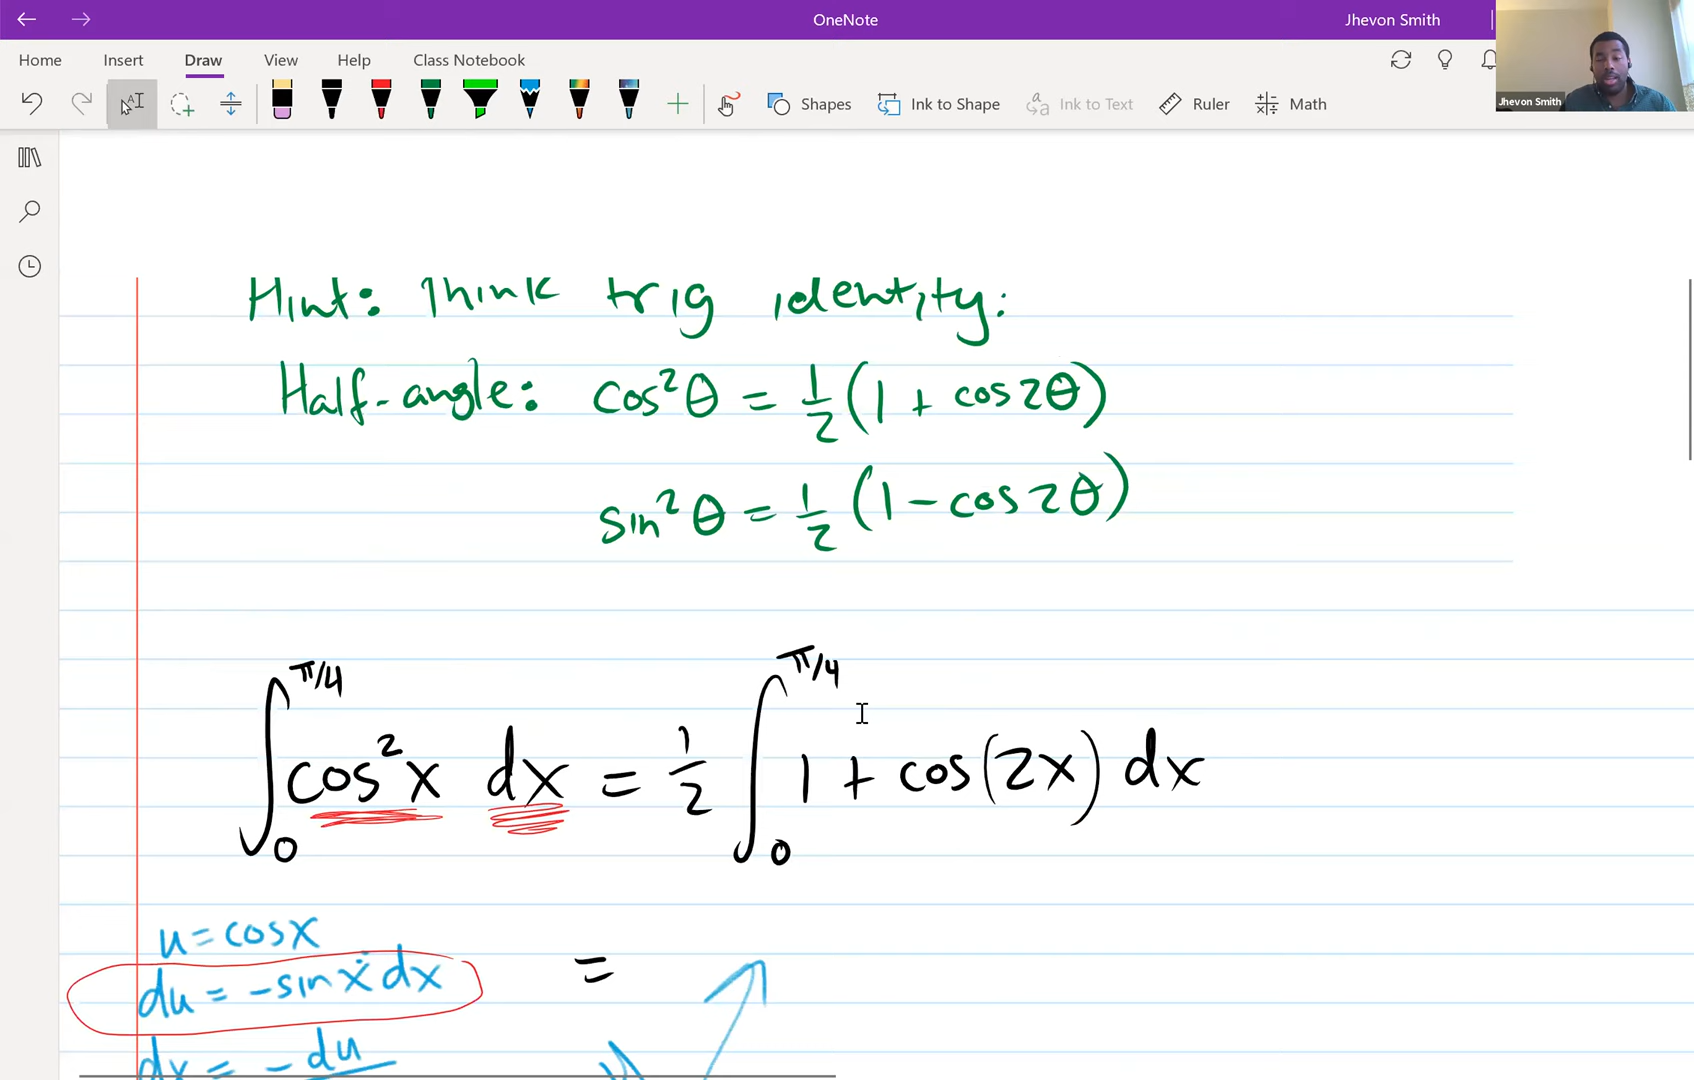 OneNote
Jhevon Smith
Home Insert Draw View Help Class Notebook
Shapes Ink to Shape Ink to Text Ruler Math
Jhevon Smith
Hint: Think trig identity:
Half-angle: cos²θ = 1/2 (1 + cos2θ)
sin²θ = 1/2 (1 - cos2θ)
∫₀^π/4 cos²x dx = 1/2 ∫₀^π/4 1 + cos(2x) dx
u = cosx
du = -sinx dx =
dx = - du